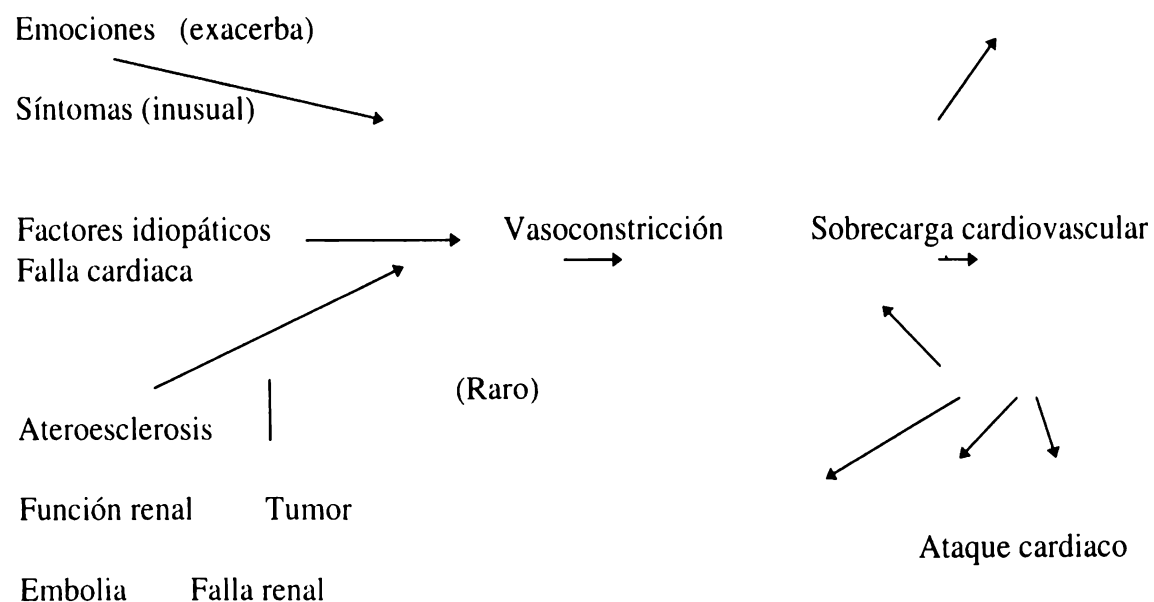 Emociones (exacerba)
Síntomas (inusual)
Factores idiopáticos Vasoconstricción Sobrecarga cardiovascular
Falla cardiaca
(Raro)
Ateroesclerosis
Función renal Tumor
Ataque cardiaco
Embolia Falla renal